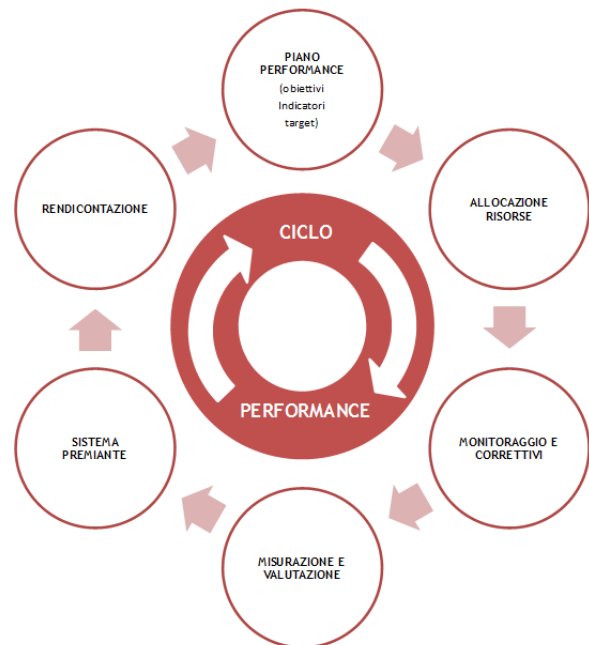 PIANO
PERFORMANCE
(obiettivi
Indicatori
target)
ALLOCAZIONE
RISORSE
MONITORAGGIO E
CORRETTIVI
MISURAZIONE E
VALUTAZIONE
SISTEMA
PREMIANTE
RENDICONTAZIONE
CICLO
PERFORMANCE